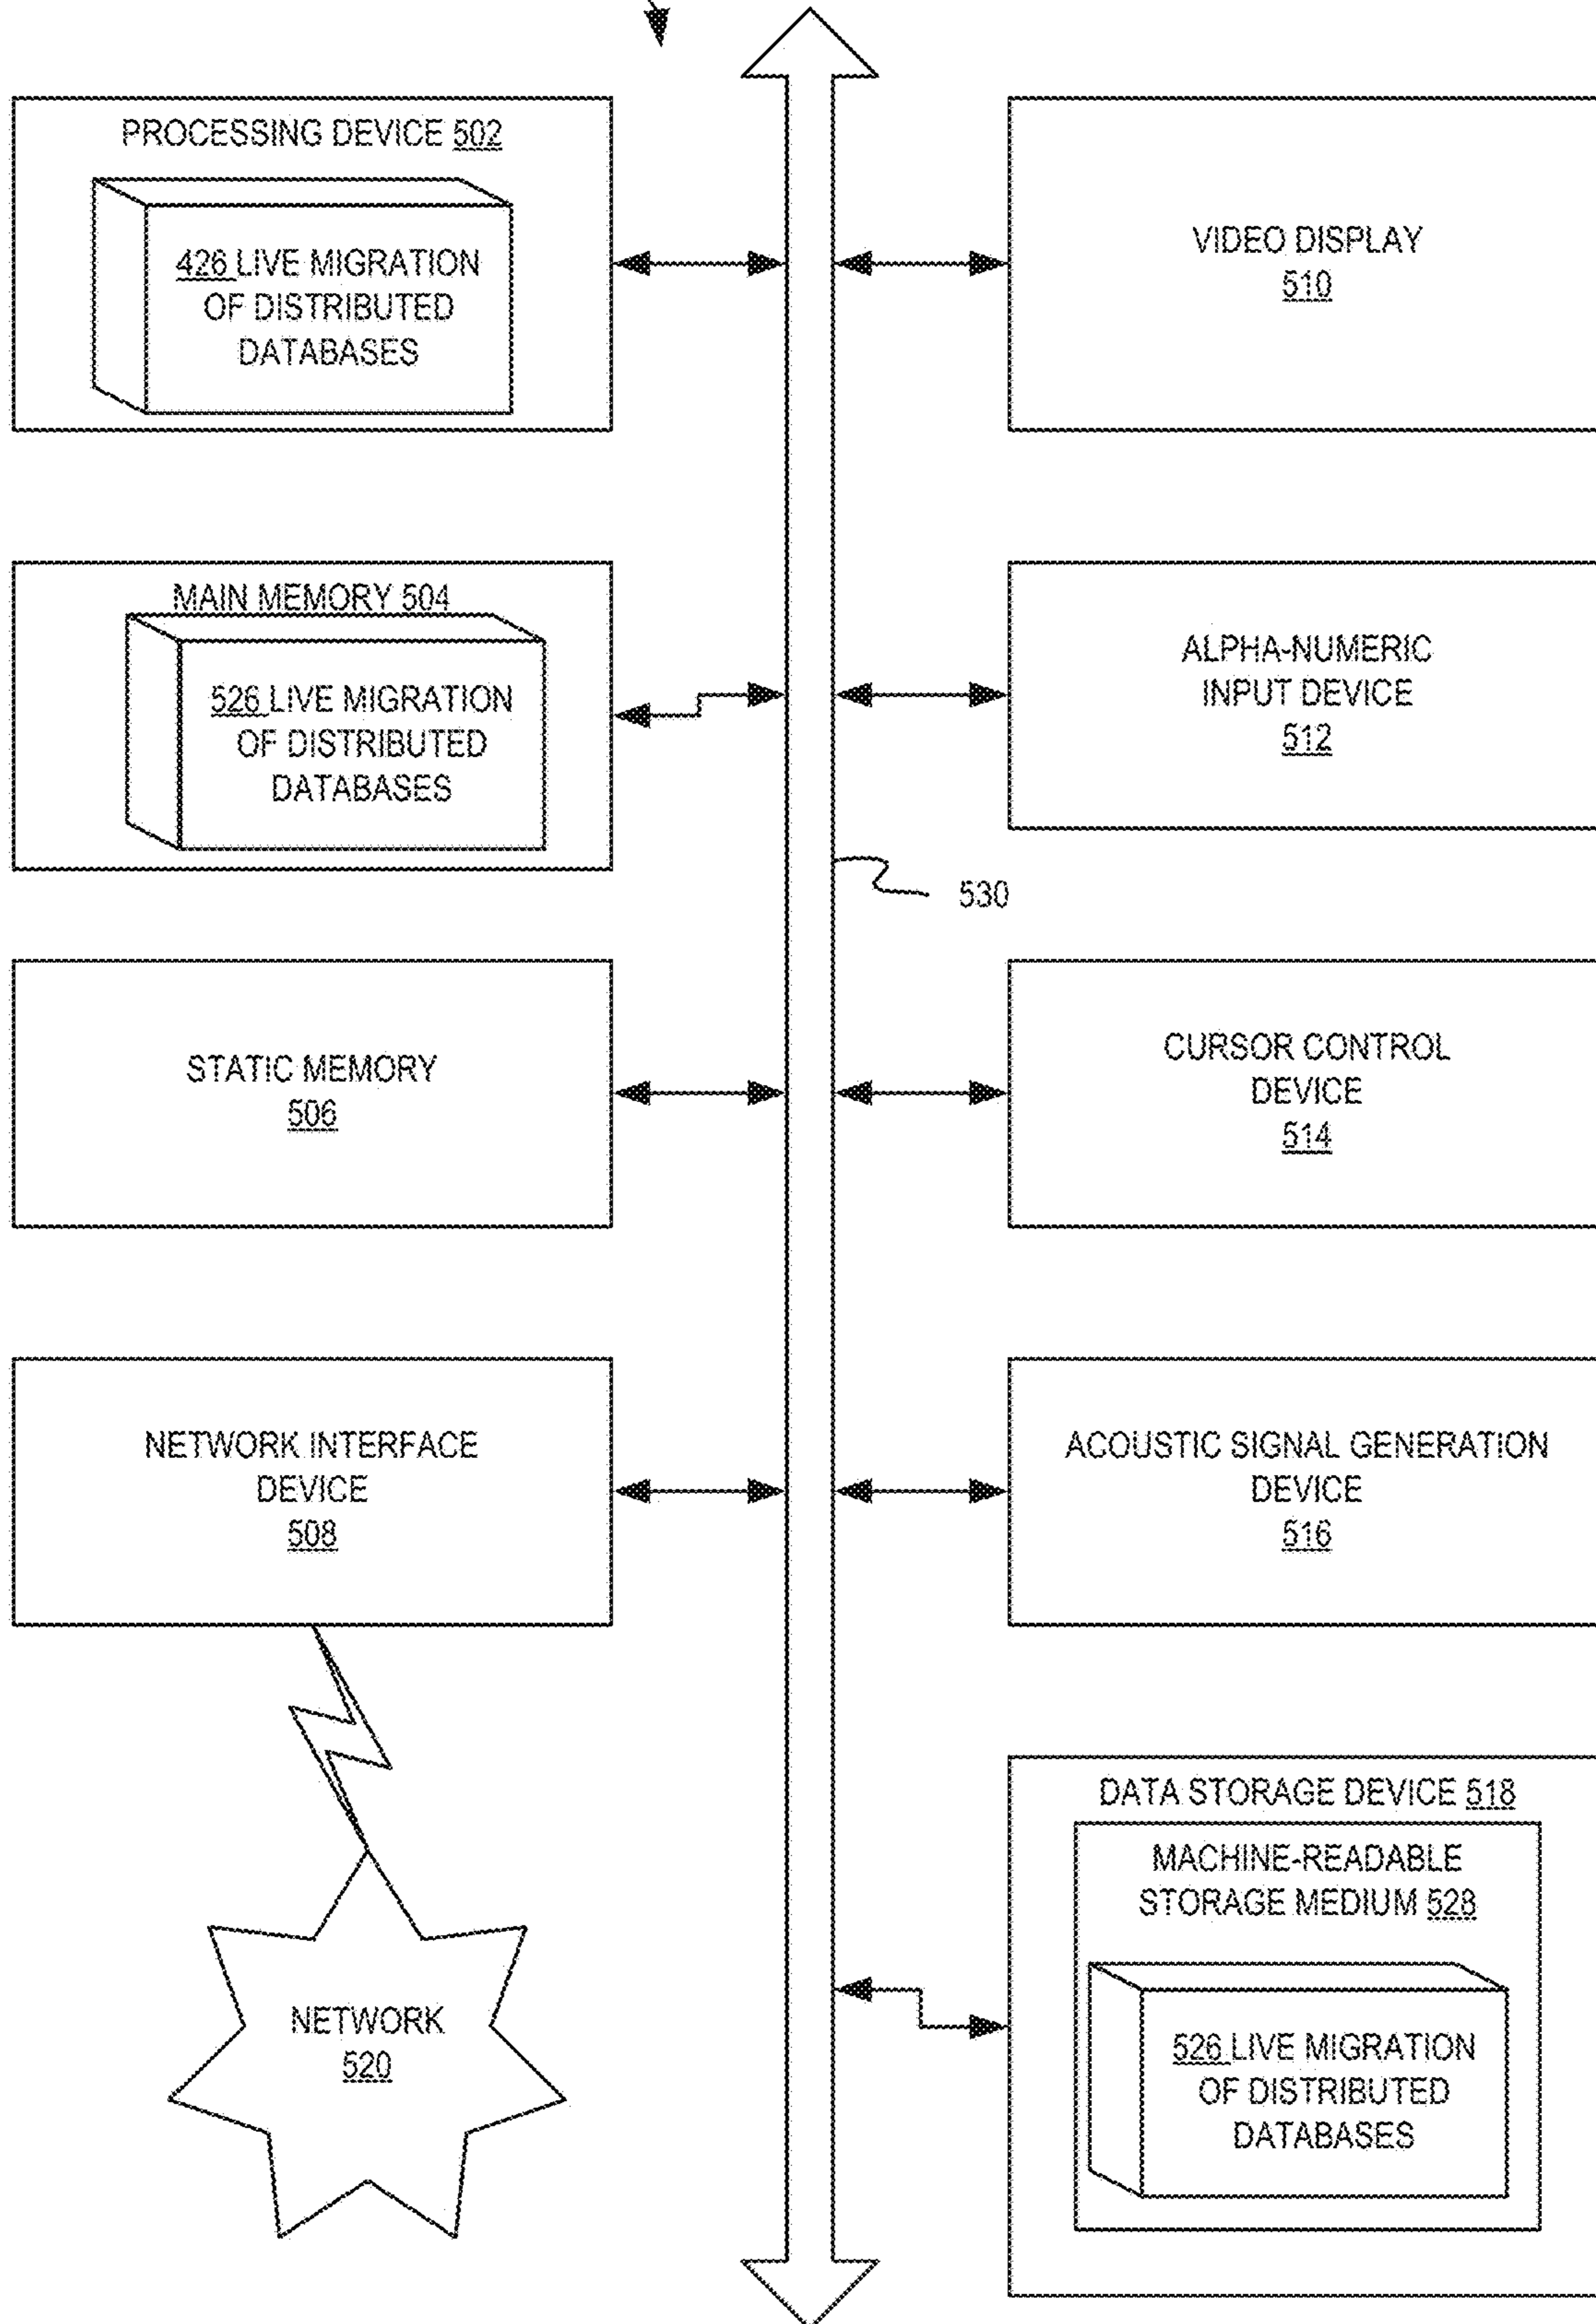 PROCESSING DEVICE 502
426 LIVE MIGRATION
OF DISTRIBUTED
DATABASES
VIDEO DISPLAY
510
MAIN MEMORY 504
526 LIVE MIGRATION
OF DISTRIBUTED
DATABASES
ALPHA-NUMERIC
INPUT DEVICE
512
530
STATIC MEMORY
506
CURSOR CONTROL
DEVICE
514
NETWORK INTERFACE
DEVICE
508
ACOUSTIC SIGNAL GENERATION
DEVICE
516
DATA STORAGE DEVICE 518
MACHINE-READABLE
STORAGE MEDIUM 528
526 LIVE MIGRATION
OF DISTRIBUTED
DATABASES
NETWORK
520